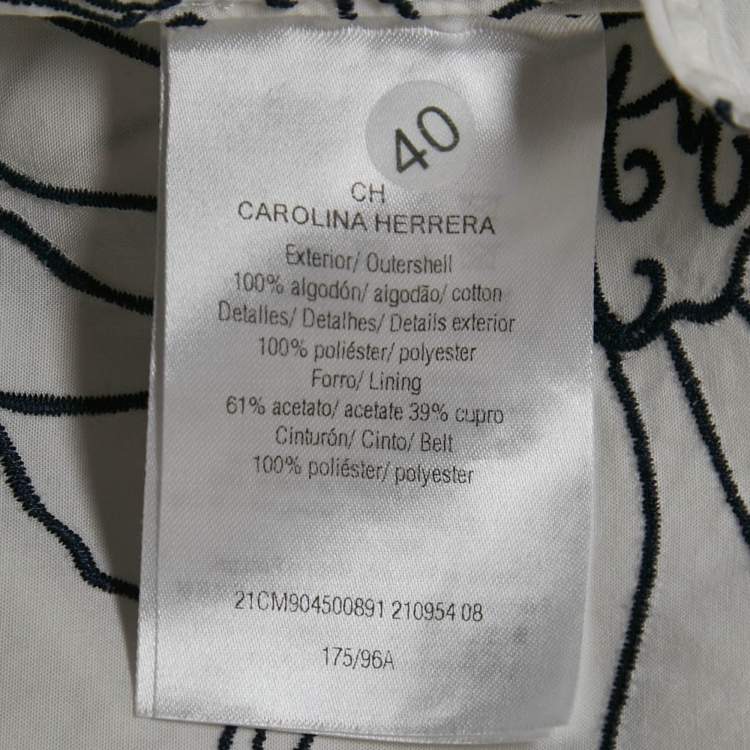 40
CH
CAROLINA HERRERA
Exterior/ Outershell
100% algodón/ algodão/ cotton
Detalles/ Detalhes/ Details exterior
100% poliéster/ polyester
Forro/ Lining
61% acetato/ acetate 39% cupro
Cinturón/ Cinto/ Belt
100% poliéster/ polyester
21CM904500891 210954 08
175/96A